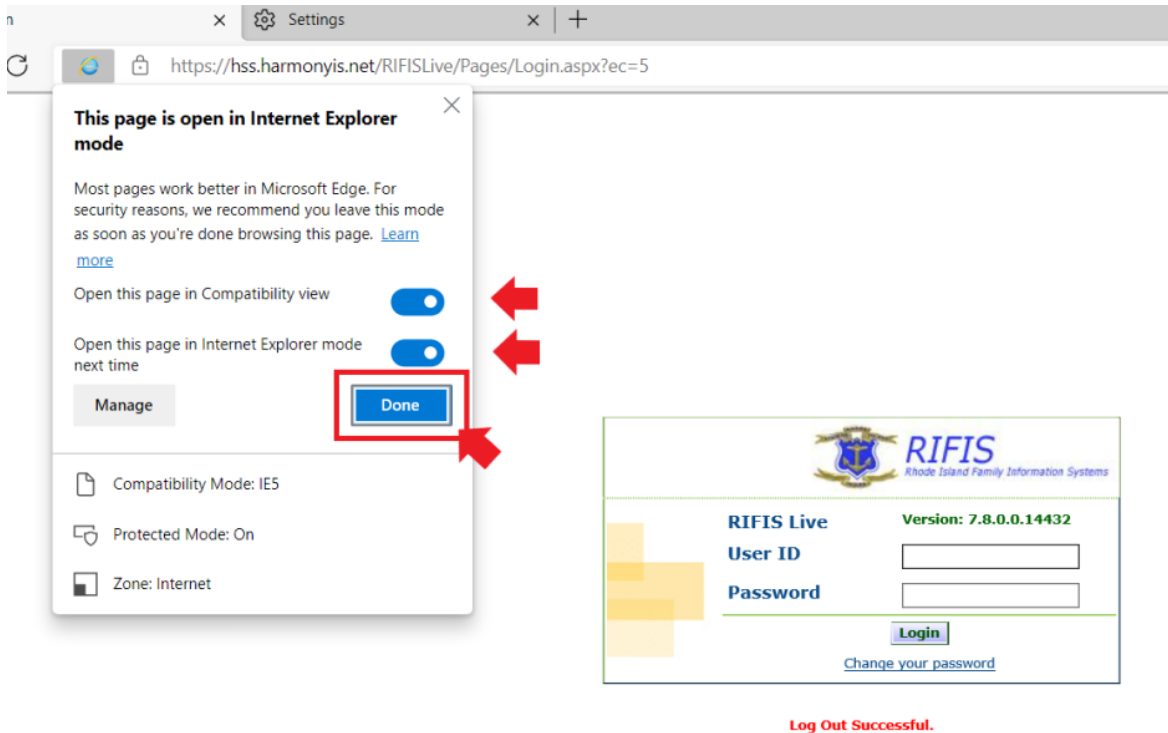 n
Settings
https://hss.harmonyis.net/RIFISLive/Pages/Login.aspx?ec=5
This page is open in Internet Explorer
mode
Most pages work better in Microsoft Edge. For
security reasons, we recommend you leave this mode
as soon as you're done browsing this page. Learn
more
Open this page in Compatibility view
Open this page in Internet Explorer mode
next time
Manage
Done
Compatibility Mode: IE5
Protected Mode: On
Zone: Internet
RIFIS
Rhode Island Family Information Systems
RIFIS Live
Version: 7.8.0.0.14432
User ID
Password
Login
Change your password
Log Out Successful.